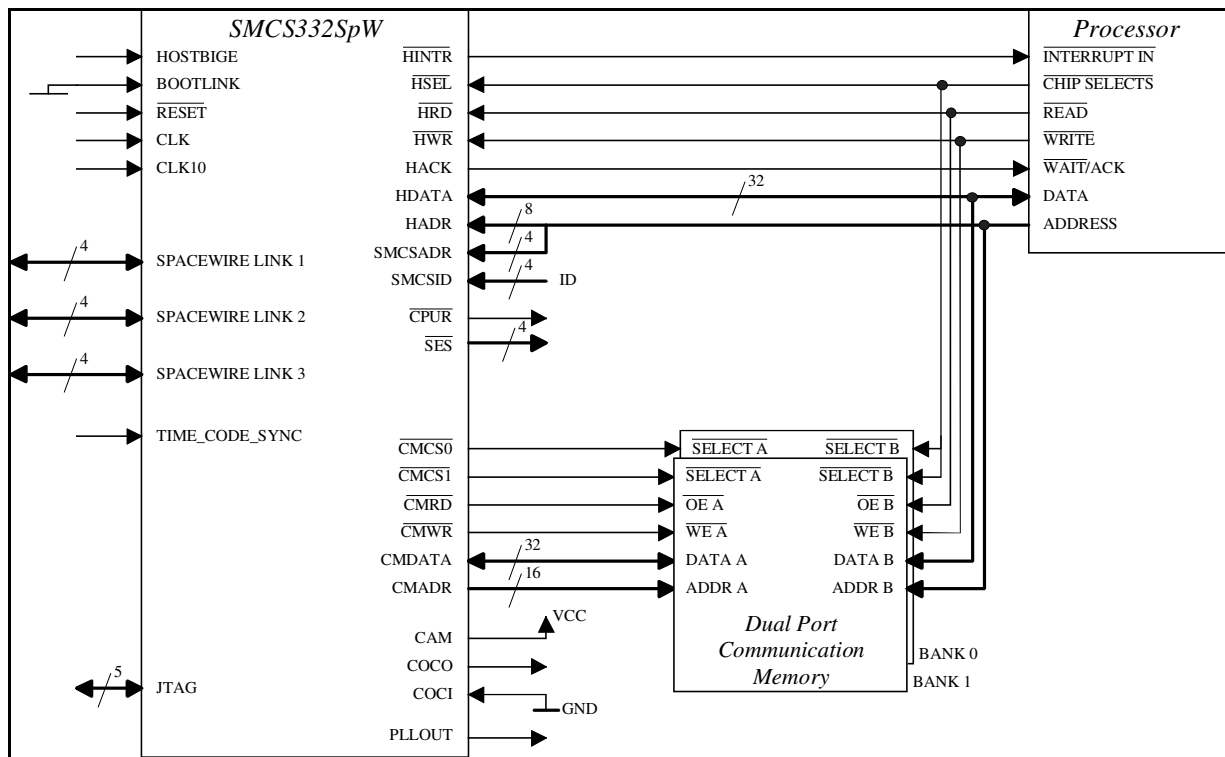 SMCS332SpW
Processor
HOSTBIGE
HINTR
INTERRUPT IN
BOOTLINK
HSEL
CHIP SELECTS
RESET
HRD
READ
CLK
HWR
WRITE
CLK10
HACK
WAIT/ACK
HDATA
32
DATA
HADR
8
ADDRESS
4
SPACEWIRE LINK 1
SMCSADR
4
SMCSID
4
ID
4
SPACEWIRE LINK 2
CPUR
SES
4
4
SPACEWIRE LINK 3
TIME_CODE_SYNC
CMCS0
SELECT A
SELECT B
CMCS1
SELECT A
SELECT B
CMRD
OE A
OE B
CMWR
WE A
WE B
CMDATA
32
DATA A
DATA B
CMADR
16
ADDR A
ADDR B
Dual Port
Communication
Memory
BANK 0
BANK 1
CAM
VCC
COCO
5
JTAG
COCI
GND
PLLOUT